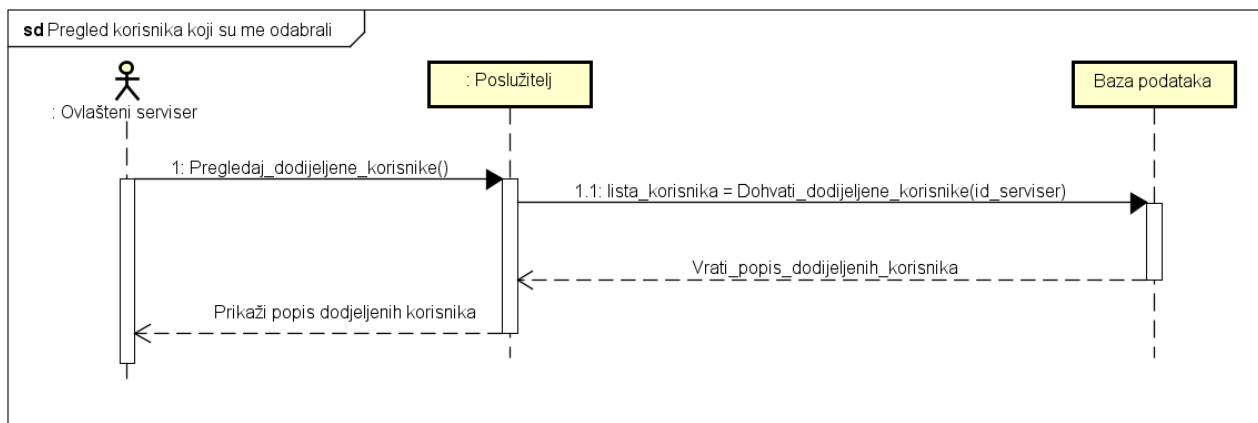 sd Pregled korisnika koji su me odabrali
: Ovlašteni serviser
: Poslužitelj
Baza podataka
1: Pregledaj_dodijeljene_korisnike()
1.1: lista_korisnika = Dohvati_dodijeljene_korisnike(id_serviser)
Vrati_popis_dodijeljenih_korisnika
Prikaži popis dodjeljenih korisnika